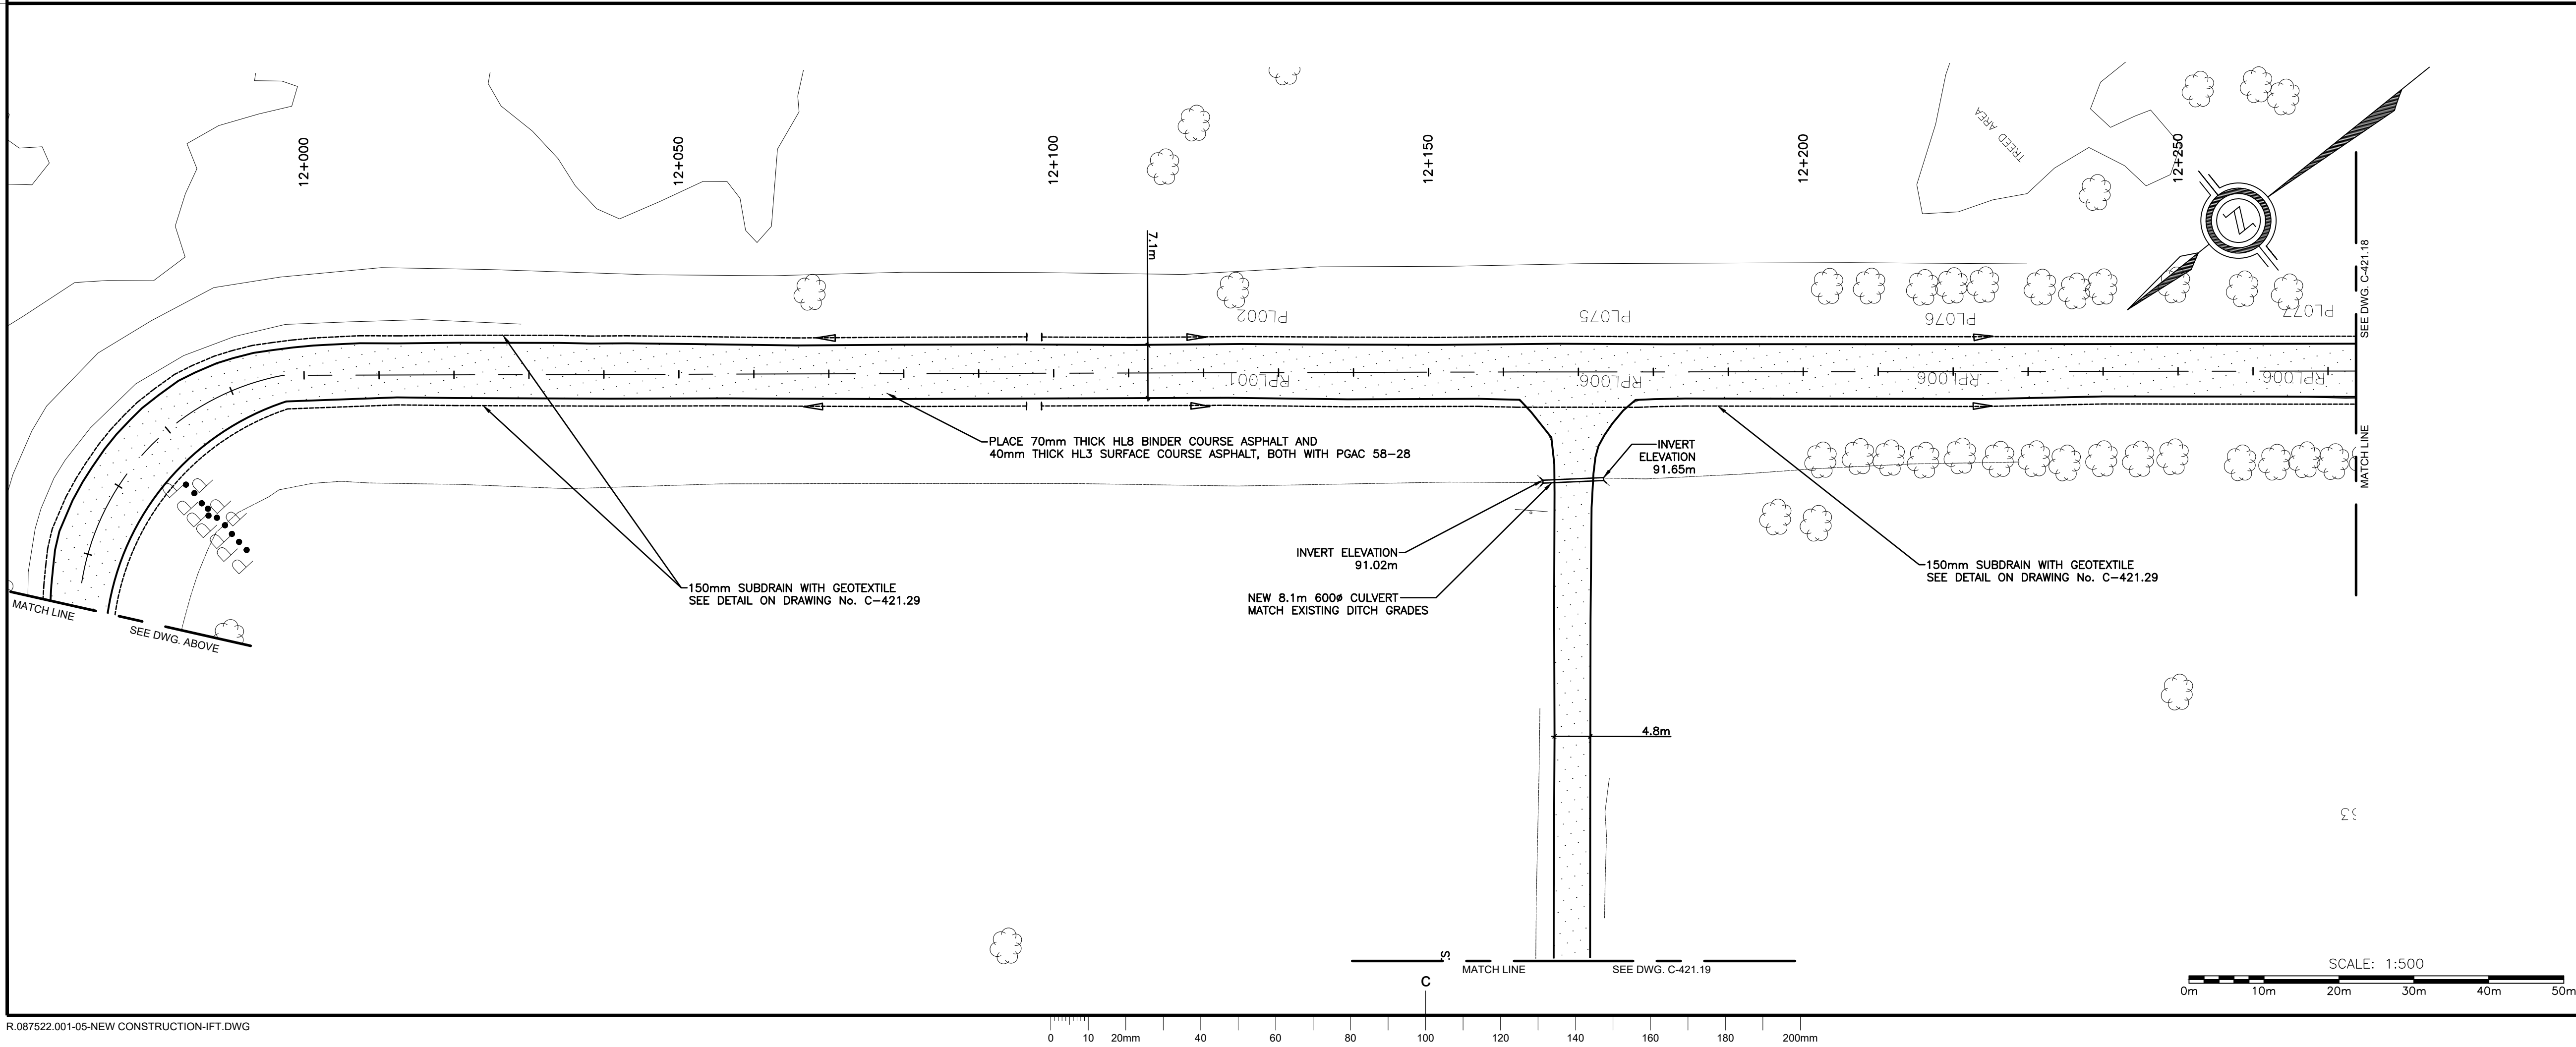 12+000
12+050
12+100
12+150
12+200
12+250
TREED AREA
N
7.1m
SEE DWG. C-421.18
MATCH LINE
PL002
PL075
PL076
PL077
RPL001
RPL006
RPL006
RPL006
PLACE 70mm THICK HL8 BINDER COURSE ASPHALT AND
40mm THICK HL3 SURFACE COURSE ASPHALT, BOTH WITH PGAC 58-28
INVERT
ELEVATION
91.65m
P P P P P P P P
INVERT ELEVATION
91.02m
150mm SUBDRAIN WITH GEOTEXTILE
SEE DETAIL ON DRAWING No. C-421.29
150mm SUBDRAIN WITH GEOTEXTILE
SEE DETAIL ON DRAWING No. C-421.29
NEW 8.1m 600ø CULVERT
MATCH EXISTING DITCH GRADES
MATCH LINE
SEE DWG. ABOVE
4.8m
MATCH LINE
SEE DWG. C-421.19
C
SCALE: 1:500
0m 10m 20m 30m 40m 50m
R.087522.001-05-NEW CONSTRUCTION-IFT.DWG
0 10 20mm 40 60 80 100 120 140 160 180 200mm